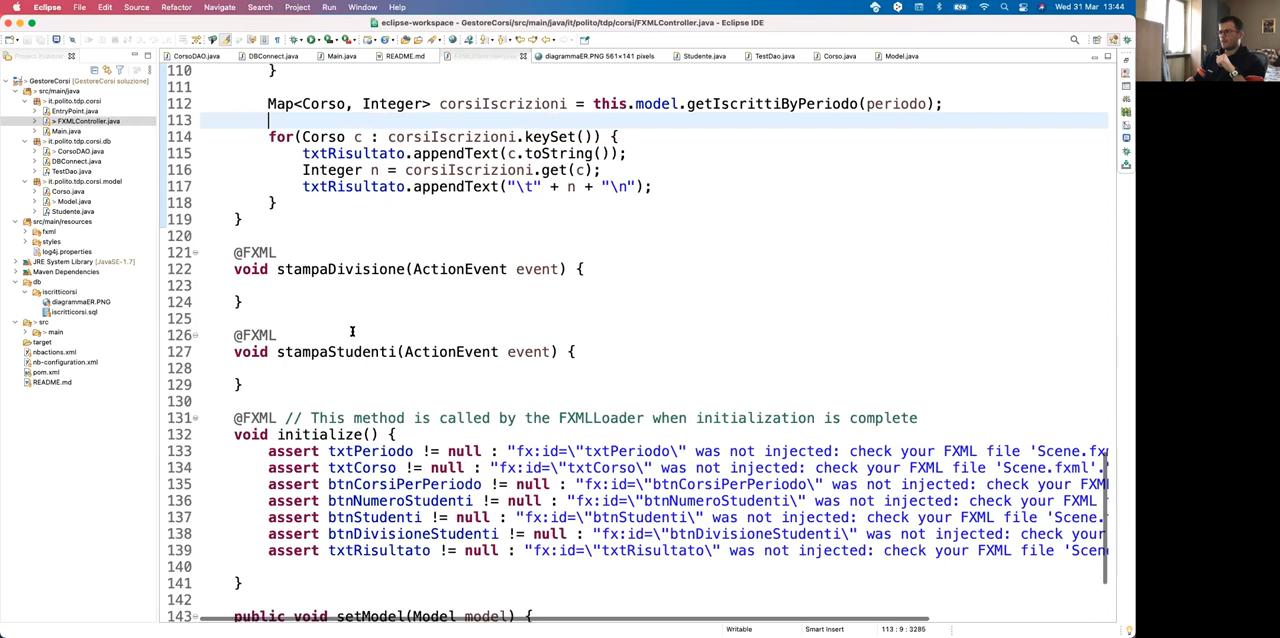 Eclipse File Edit Source Refactor Navigate Search Project Run Window Help Wed 31 Mar 13:44
eclipse-workspace - GestoreCorsi/src/main/java/it/polito/tdp/corsi/FXMLController.java - Eclipse IDE
CorsoDAO.java DBConnect.java Main.java README.md FXMLController.java diagrammaER.PNG 561×141 pixels Studente.java TestDao.java Corso.java Model.java
Project Explorer
GestoreCorsi (GestoreCorsi soluzione)
src/main/java
it.polito.tdp.corsi
EntryPoint.java
> FXMLController.java
Main.java
it.polito.tdp.corsi.db
> CorsoDAO.java
DBConnect.java
TestDao.java
it.polito.tdp.corsi.model
Corso.java
> Model.java
Studente.java
src/main/resources
fxml
styles
log4j.properties
JRE System Library [JavaSE-1.7]
Maven Dependencies
db
iscritticorsi
diagrammaER.PNG
iscritticorsi.sql
src
main
target
nbactions.xml
nb-configuration.xml
pom.xml
README.md
110 }
111
112 Map<Corso, Integer> corsiIscrizioni = this.model.getIscrittiByPeriodo(periodo);
113
114 for(Corso c : corsiIscrizioni.keySet()) {
115 txtRisultato.appendText(c.toString());
116 Integer n = corsiIscrizioni.get(c);
117 txtRisultato.appendText("\t" + n + "\n");
118 }
119 }
120
121 @FXML
122 void stampaDivisione(ActionEvent event) {
123
124 }
125
126 @FXML
127 void stampaStudenti(ActionEvent event) {
128
129 }
130
131 @FXML // This method is called by the FXMLLoader when initialization is complete
132 void initialize() {
133 assert txtPeriodo != null : "fx:id=\"txtPeriodo\" was not injected: check your FXML file 'Scene.fx
134 assert txtCorso != null : "fx:id=\"txtCorso\" was not injected: check your FXML file 'Scene.fxml'.
135 assert btnCorsiPerPeriodo != null : "fx:id=\"btnCorsiPerPeriodo\" was not injected: check your FXM
136 assert btnNumeroStudenti != null : "fx:id=\"btnNumeroStudenti\" was not injected: check your FXML
137 assert btnStudenti != null : "fx:id=\"btnStudenti\" was not injected: check your FXML file 'Scene.
138 assert btnDivisioneStudenti != null : "fx:id=\"btnDivisioneStudenti\" was not injected: check your
139 assert txtRisultato != null : "fx:id=\"txtRisultato\" was not injected: check your FXML file 'Scen
140
141 }
142
143 public void setModel(Model model) {
Writable Smart Insert 113 : 9 : 3285